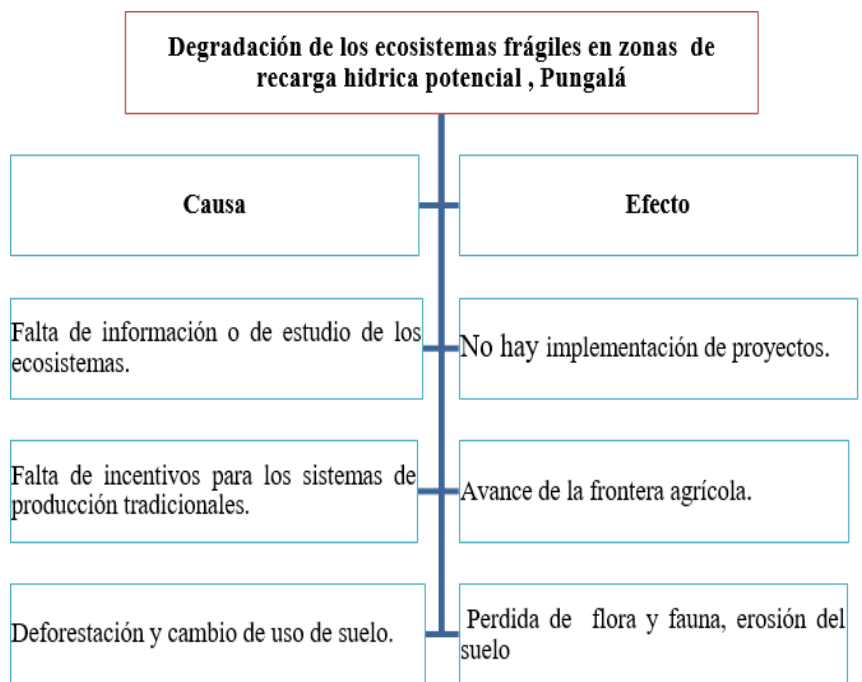 Degradación de los ecosistemas frágiles en zonas de
recarga hidrica potencial , Pungalá
Causa
Efecto
Falta de información o de estudio de los
ecosistemas.
No hay implementación de proyectos.
Falta de incentivos para los sistemas de
producción tradicionales.
Avance de la frontera agrícola.
Deforestación y cambio de uso de suelo.
Perdida de flora y fauna, erosión del
suelo